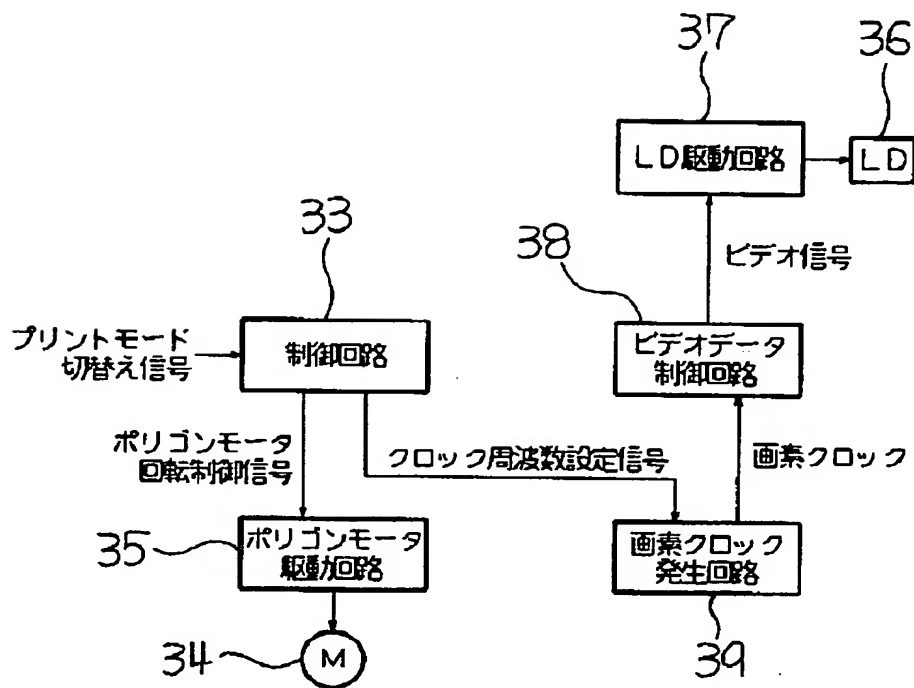 37
36
LD駆動回路
LD
33
38
ビデオ信号
プリントモード
切替え信号
制御回路
ビデオデータ
制御回路
ポリゴンモータ
回転制御信号
クロック周波数設定信号
画素クロック
35
ポリゴンモータ
駆動回路
画素クロック
発生回路
34
M
39